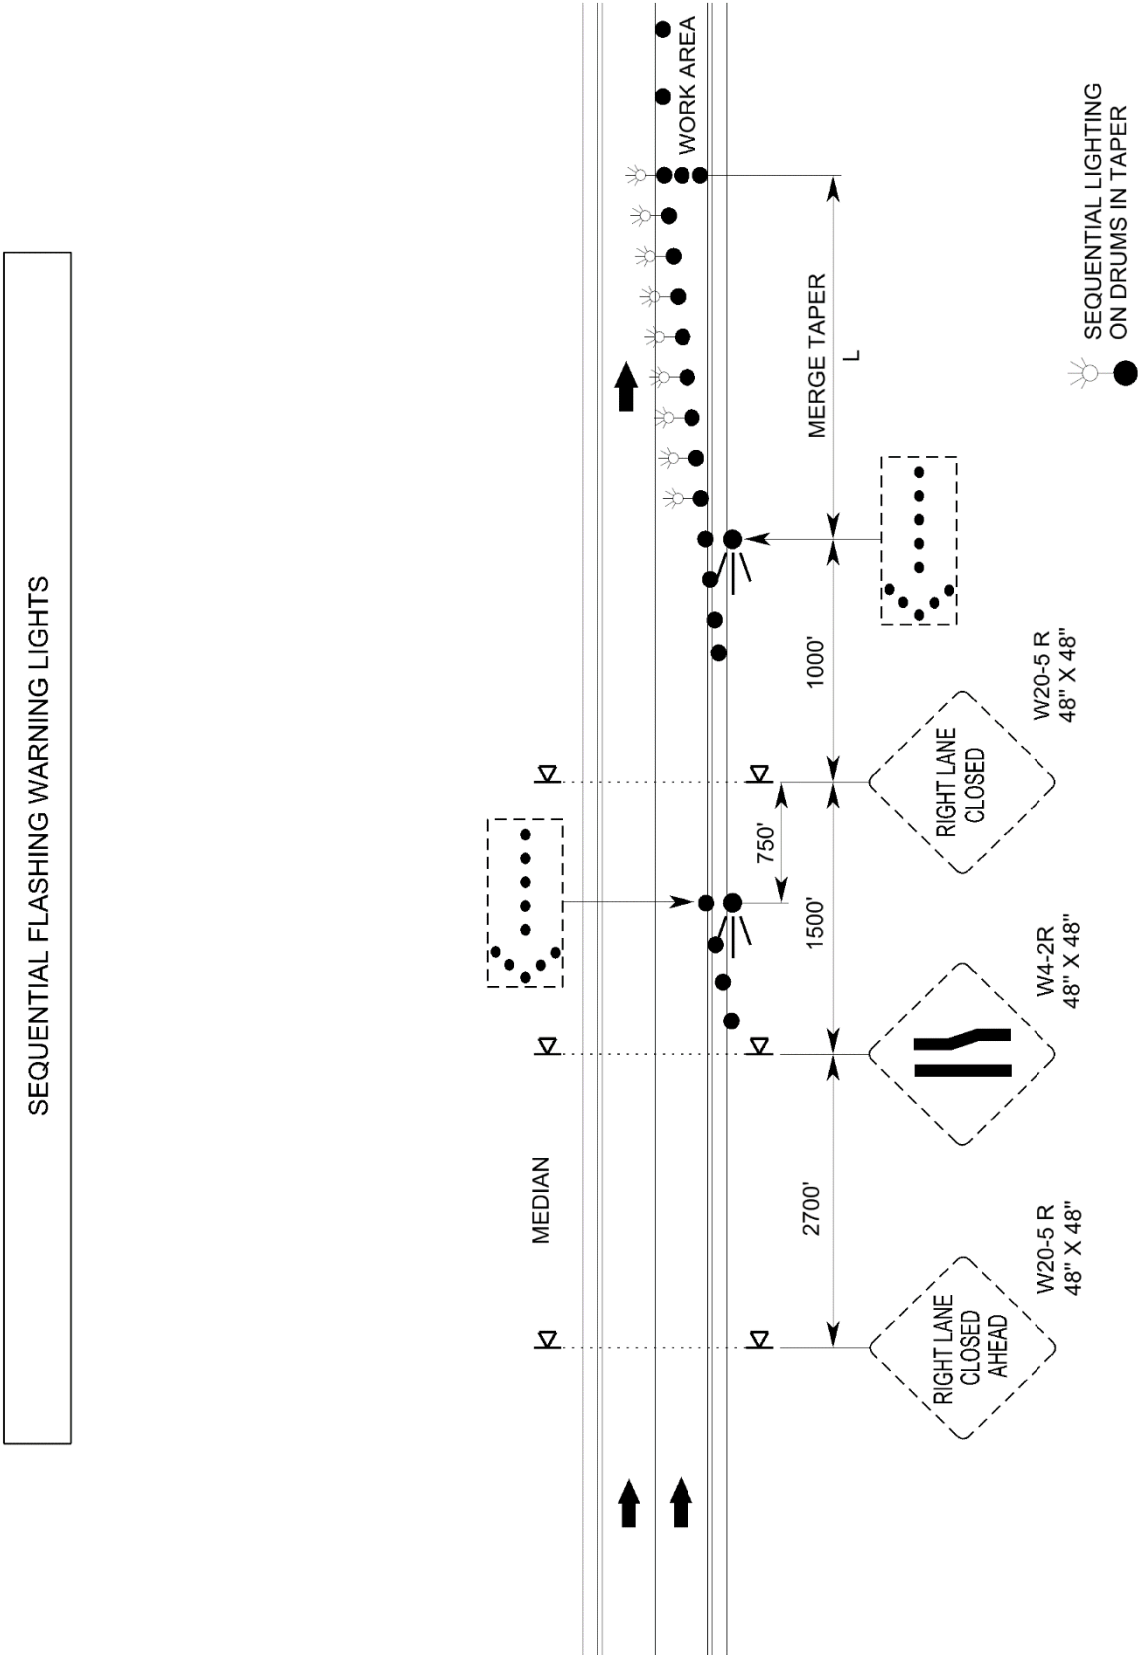 SEQUENTIAL FLASHING WARNING LIGHTS
MEDIAN
WORK AREA
2700'
1500'
750'
1000'
MERGE TAPER
L
RIGHT LANE
CLOSED
AHEAD
W20-5 R
48" X 48"
W4-2R
48" X 48"
RIGHT LANE
CLOSED
W20-5 R
48" X 48"
SEQUENTIAL LIGHTING
ON DRUMS IN TAPER